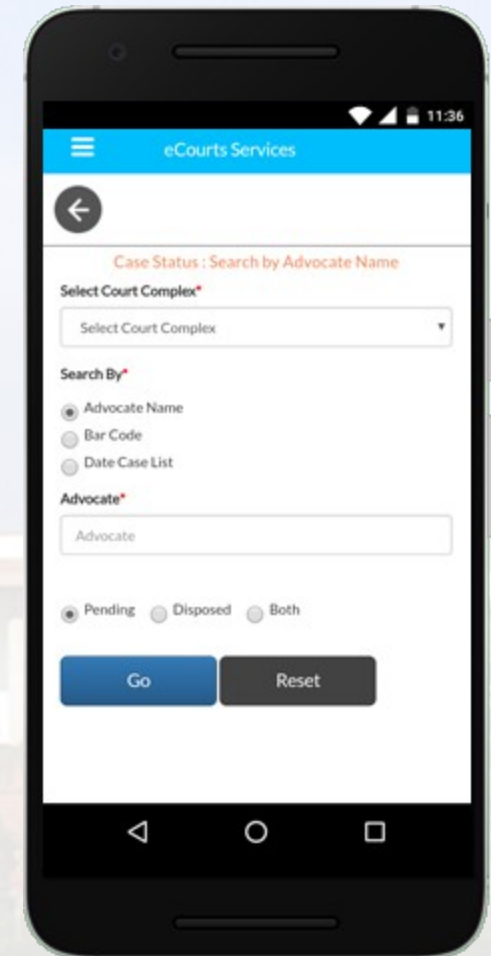 11:36
eCourts Services
Case Status : Search by Advocate Name
Select Court Complex*
Select Court Complex
Search By*
Advocate Name
Bar Code
Date Case List
Advocate*
Advocate
Pending Disposed Both
Go Reset